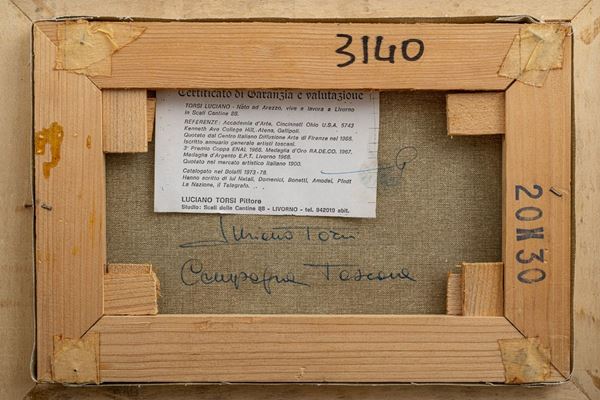 3140
Certificato di Garanzia e valutazione
TORSI LUCIANO - Nato ad Arezzo, vive e lavora a Livorno
in Scali Cantine 88.
REFERENZE: Accademia d'Arte, Cincinneti Ohio U.S.A. 5743
Kenneth Ave College Hill, Atena, Gallipoli.
Quotato dal Centro Italiano Diffusione Arte di Firenze nel 1968.
Iscritto annuario generale artisti toscani.
3° Premio Coppa ENAL 1966, Medaglia d'Oro RA.DE.CO. 1967,
Medaglia d'Argento E.P.T. Livorno 1968.
Quotato nel mercato artistico italiano 1900.
Catalogato nel Bolaffi 1973-78.
Hanno scritto di lui Natali, Domenici, Bonetti, Amodei, Pfndt
La Nazione, il Telegrafo.
LUCIANO TORSI Pittore
Studio: Scali delle Cantine 88 - LIVORNO - tel. 942019 abit.
Luciano Torsi
Campagna Toscana
20X30